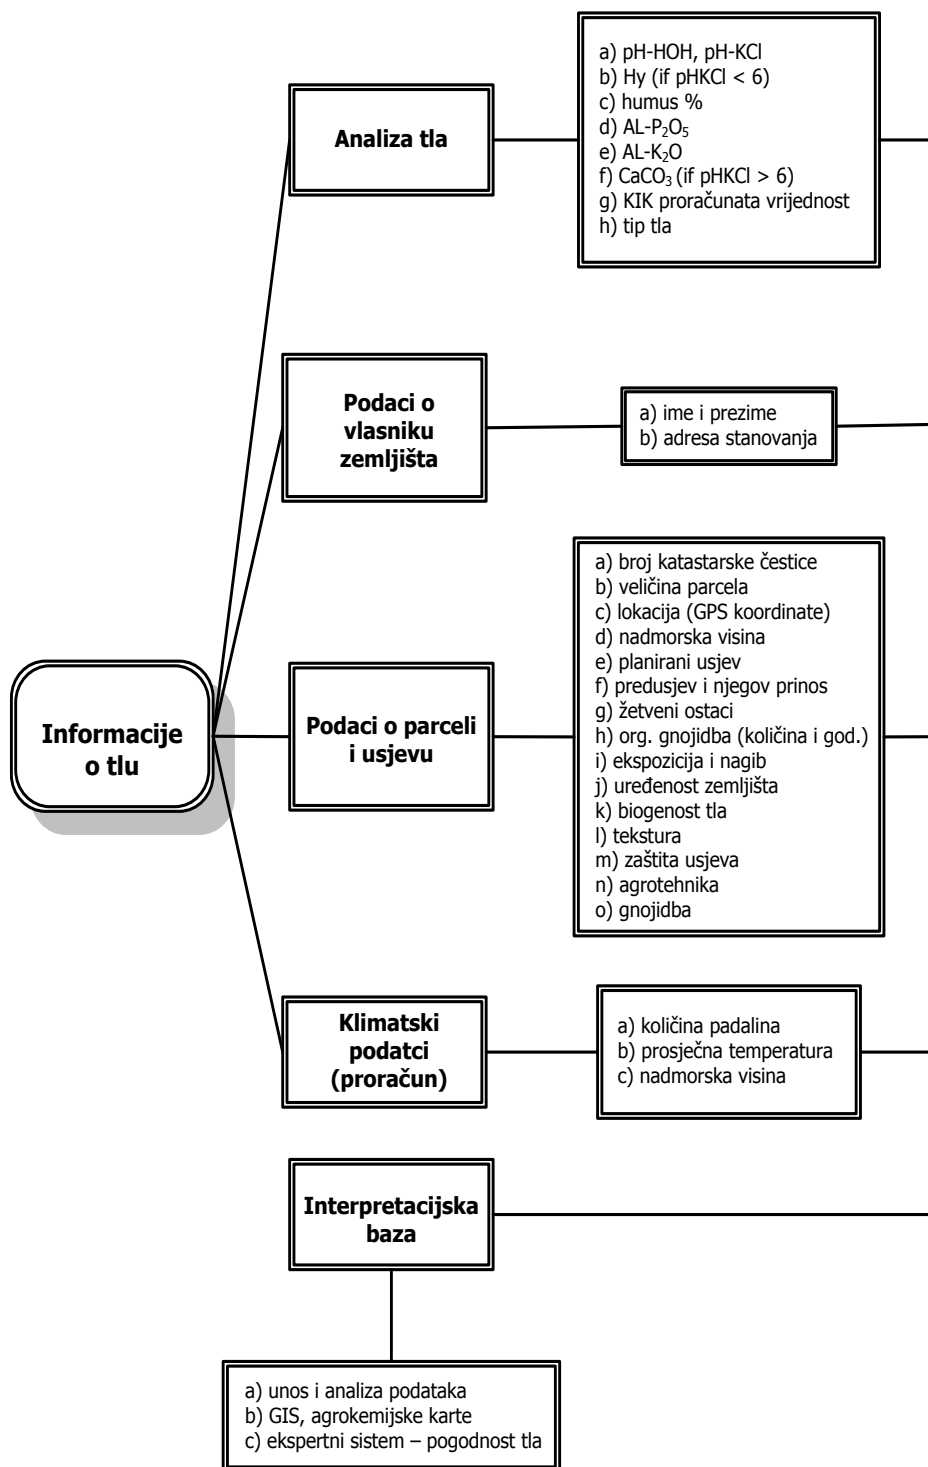 Analiza tla
a) pH-HOH, pH-KCl
b) Hy (if pHKCl < 6)
c) humus %
d) AL-P₂O₅
e) AL-K₂O
f) CaCO₃ (if pHKCl > 6)
g) KIK proračunata vrijednost
h) tip tla
Podaci o
vlasniku
zemljišta
a) ime i prezime
b) adresa stanovanja
Informacije
o tlu
Podaci o parceli
i usjevu
a) broj katastarske čestice
b) veličina parcela
c) lokacija (GPS koordinate)
d) nadmorska visina
e) planirani usjev
f) predusjev i njegov prinos
g) žetveni ostaci
h) org. gnojidba (količina i god.)
i) ekspozicija i nagib
j) uređenost zemljišta
k) biogenost tla
l) tekstura
m) zaštita usjeva
n) agrotehnika
o) gnojidba
Klimatski
podatci
(proračun)
a) količina padalina
b) prosječna temperatura
c) nadmorska visina
Interpretacijska
baza
a) unos i analiza podataka
b) GIS, agrokemijske karte
c) ekspertni sistem – pogodnost tla